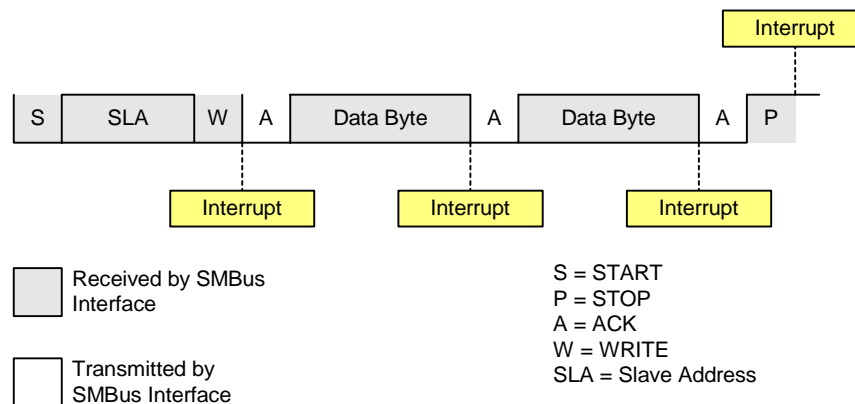 Interrupt
S SLA W A Data Byte A Data Byte A P
Interrupt Interrupt Interrupt
Received by SMBus
Interface
Transmitted by
SMBus Interface
S = START
P = STOP
A = ACK
W = WRITE
SLA = Slave Address